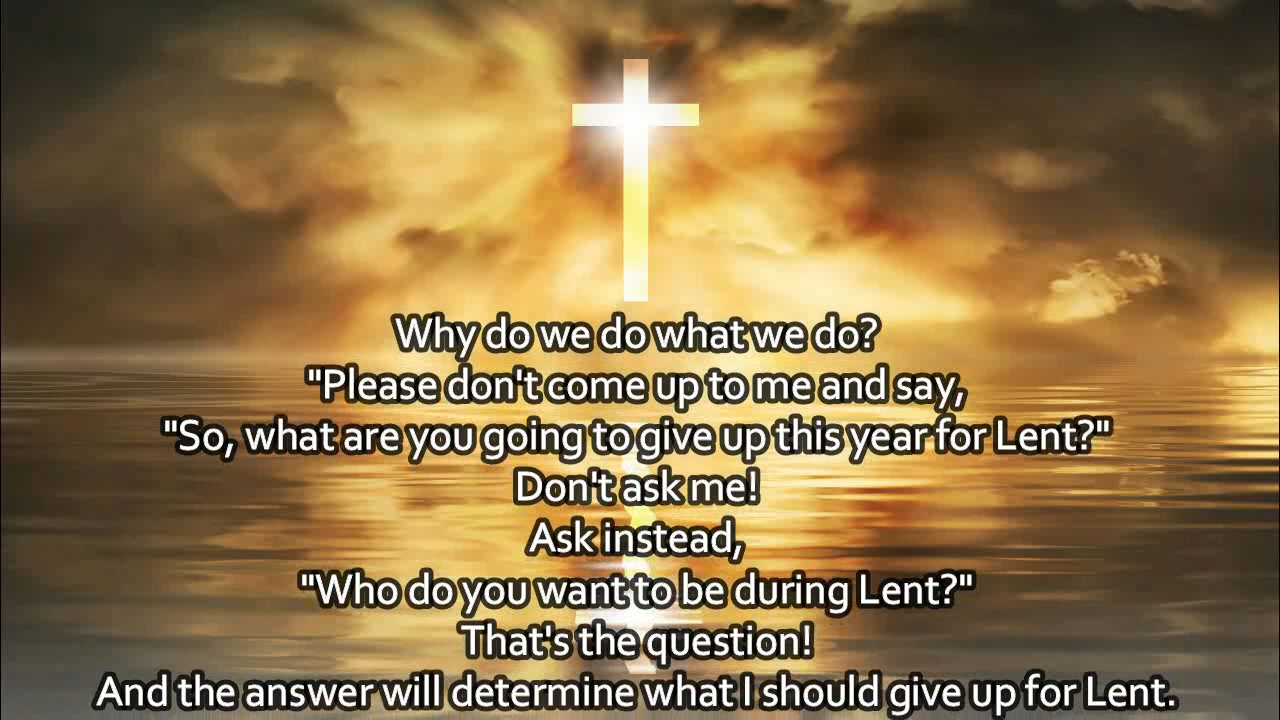 Why do we do what we do?
"Please don't come up to me and say,
"So, what are you going to give up this year for Lent?"
Don't ask me!
Ask instead,
"Who do you want to be during Lent?"
That's the question!
And the answer will determine what I should give up for Lent.